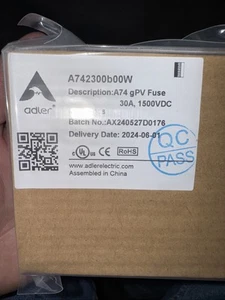 adler
A742300b00W
Description:A74 gPV Fuse
30A, 1500VDC
Batch No.:AX240527D0176
Delivery Date: 2024-06-01
QC
PASS
CE
RoHS
www.adlerelectric.com
Assembled in China